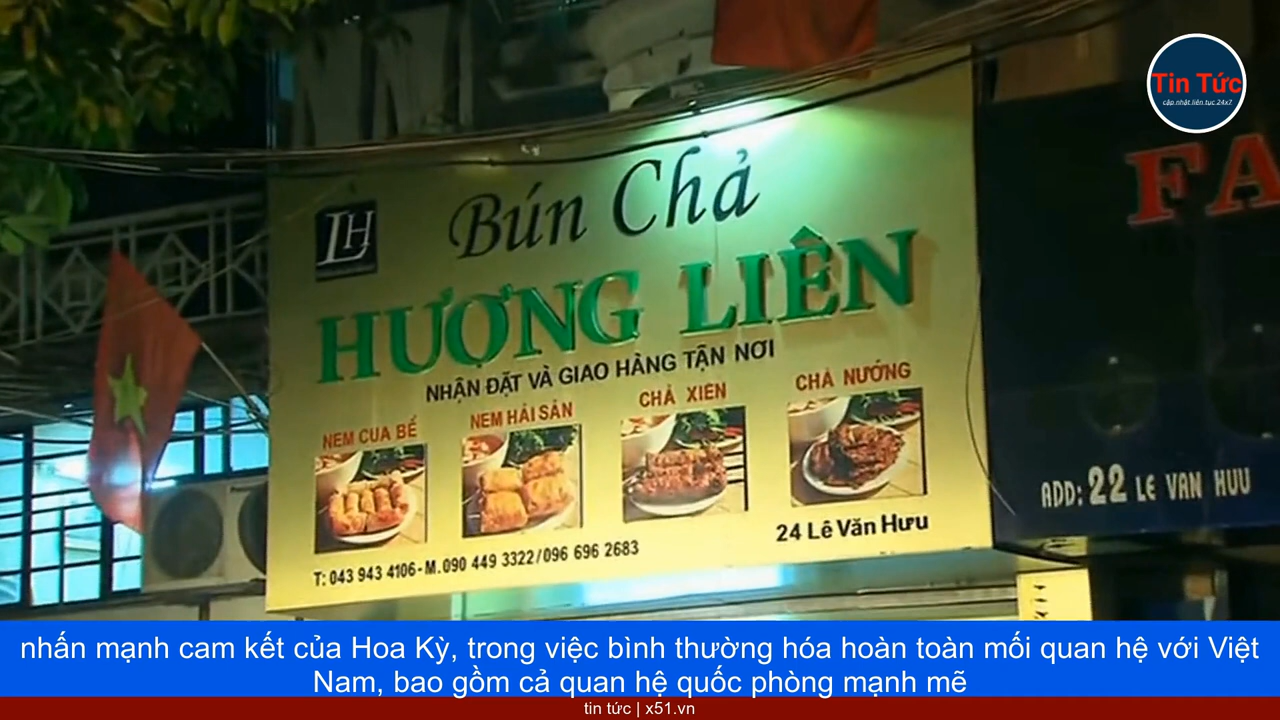 Tin Tức
cập nhật liên tục 24x7
LH
Bún Chả
HƯƠNG LIÊN
NHẬN ĐẶT VÀ GIAO HÀNG TẬN NƠI
NEM CUA BỂ
NEM HẢI SẢN
CHẢ XIÊN
CHẢ NƯỚNG
24 Lê Văn Hưu
T: 043 943 4106-M.090 449 3322/096 696 2683
FA
ADD: 22 LE VAN HUU
nhấn mạnh cam kết của Hoa Kỳ, trong việc bình thường hóa hoàn toàn mối quan hệ với Việt
Nam, bao gồm cả quan hệ quốc phòng mạnh mẽ
tin tức | x51.vn